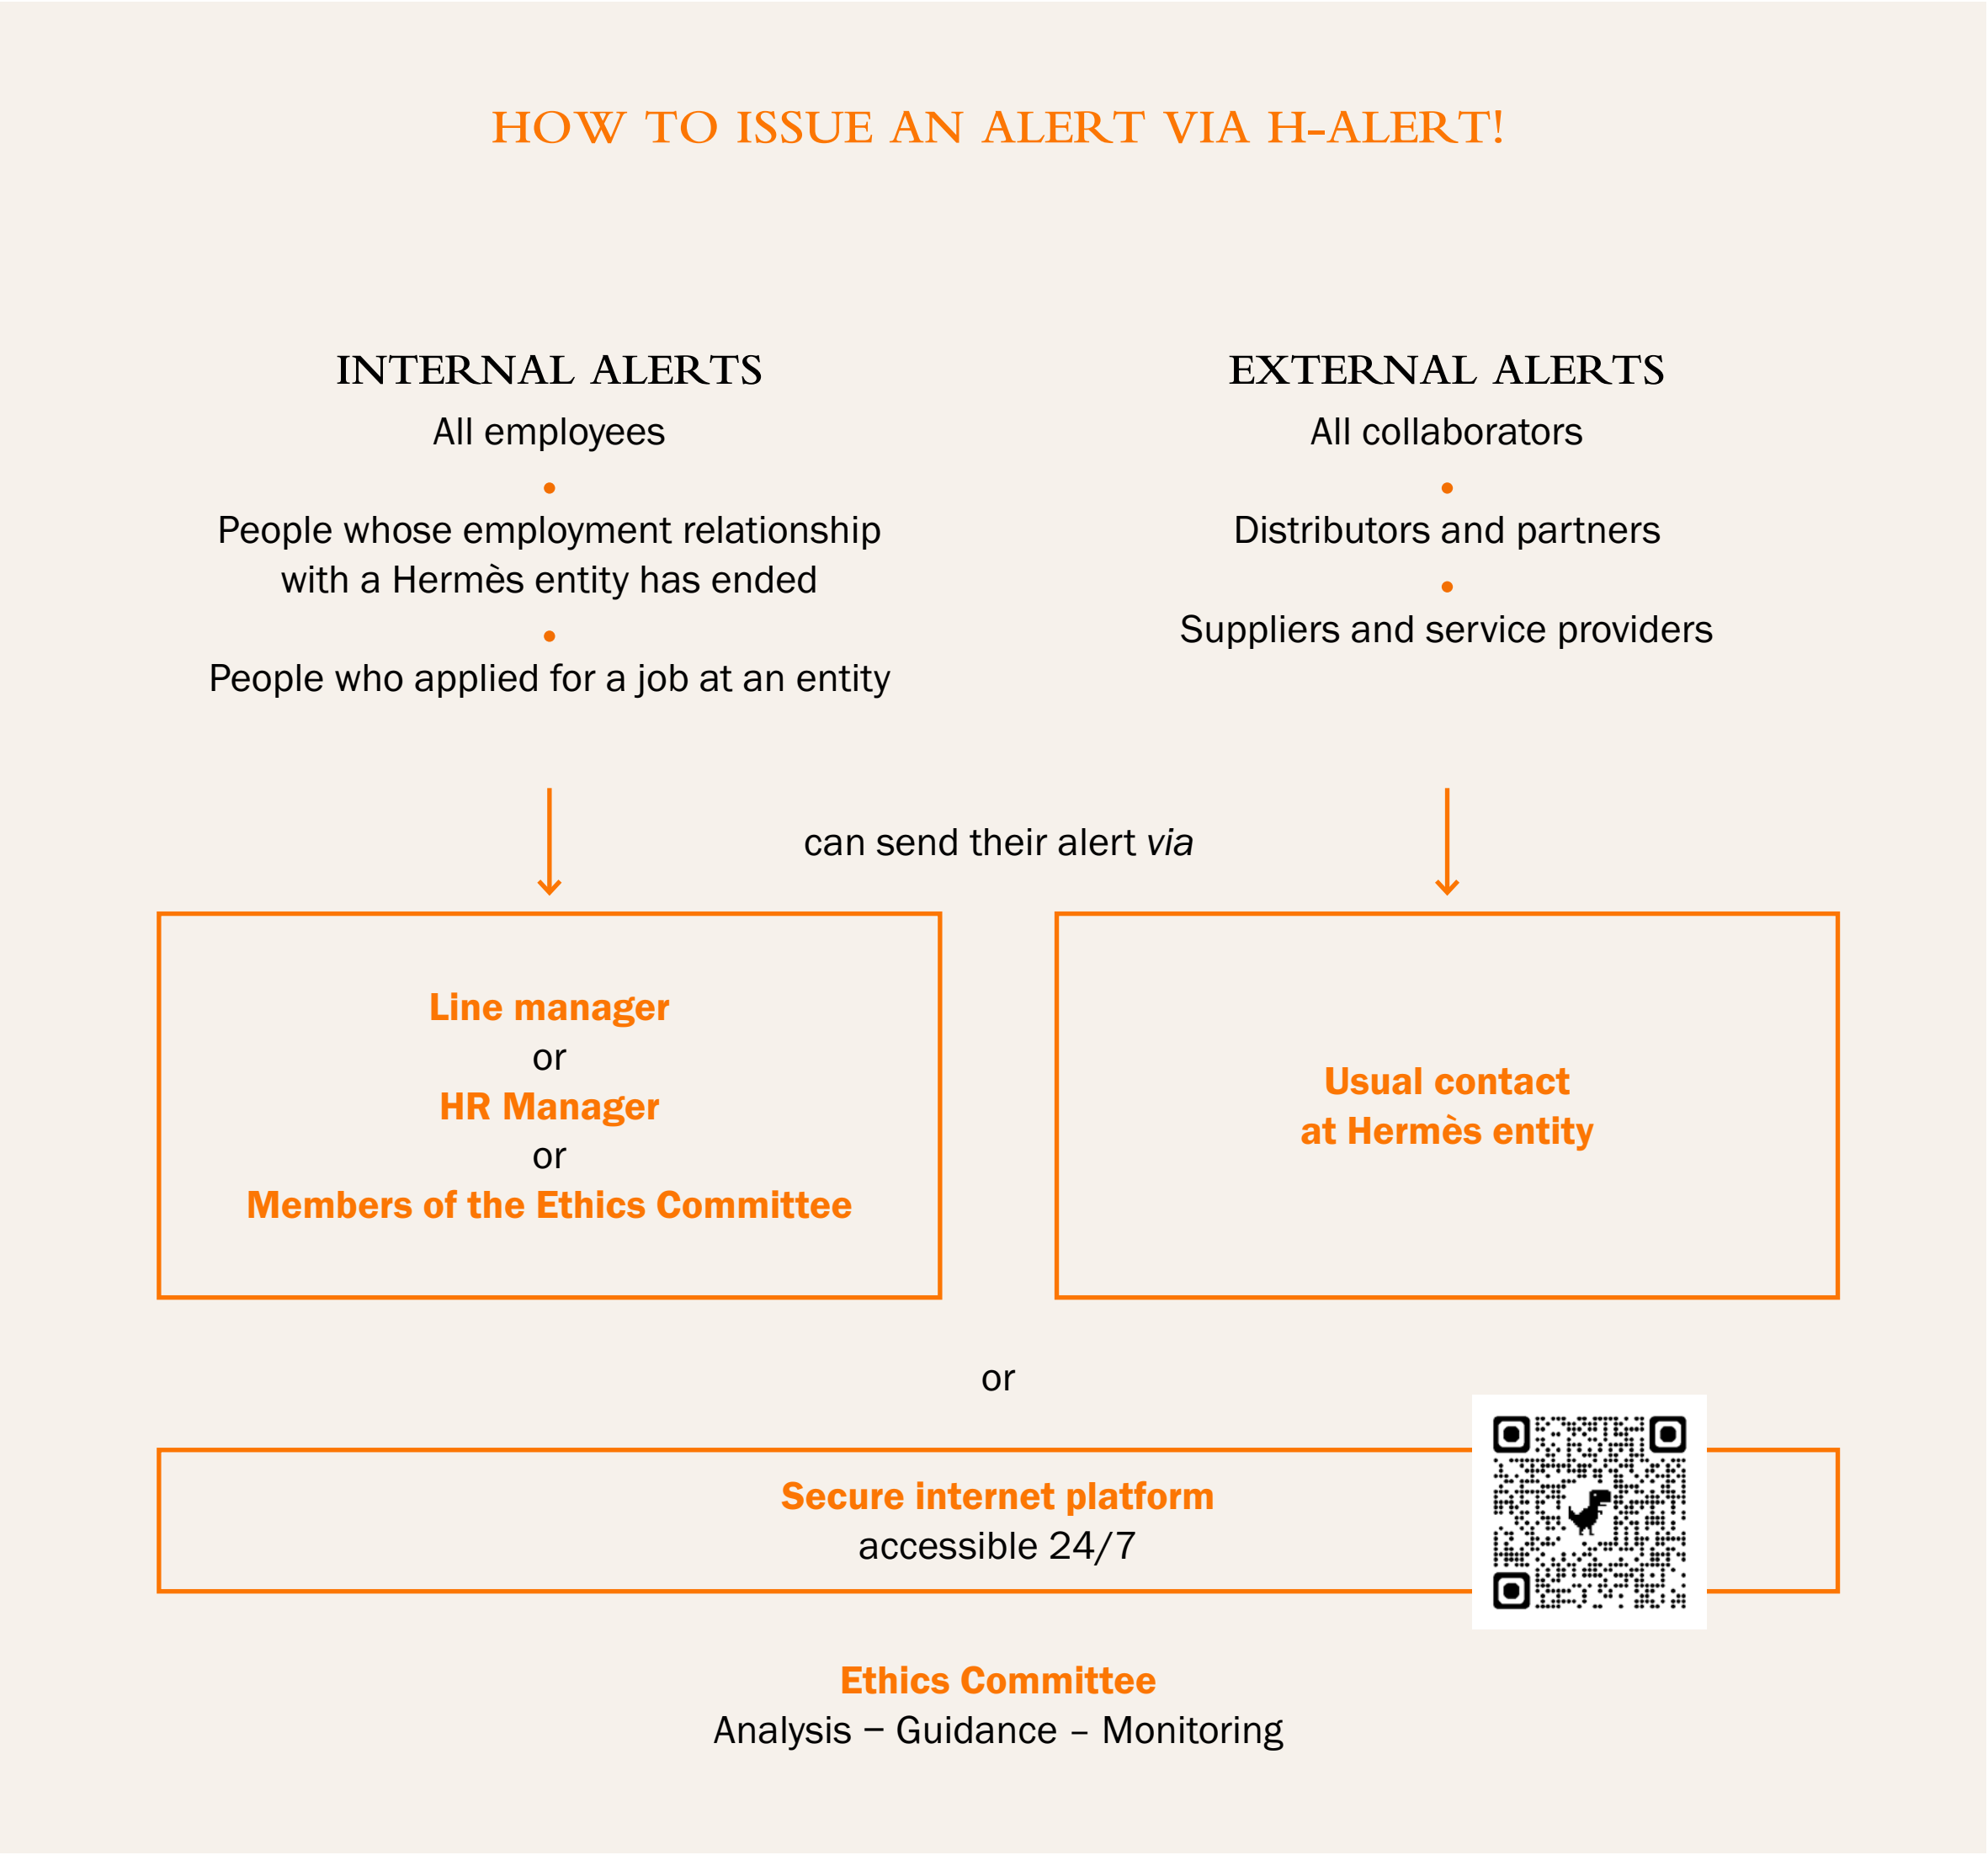 HOW TO ISSUE AN ALERT VIA H-ALERT!
INTERNAL ALERTS
All employees
•
People whose employment relationship
with a Hermès entity has ended
•
People who applied for a job at an entity
EXTERNAL ALERTS
All collaborators
•
Distributors and partners
•
Suppliers and service providers
can send their alert via
Line manager
or
HR Manager
or
Members of the Ethics Committee
Usual contact
at Hermès entity
or
Secure internet platform
accessible 24/7
Ethics Committee
Analysis – Guidance – Monitoring